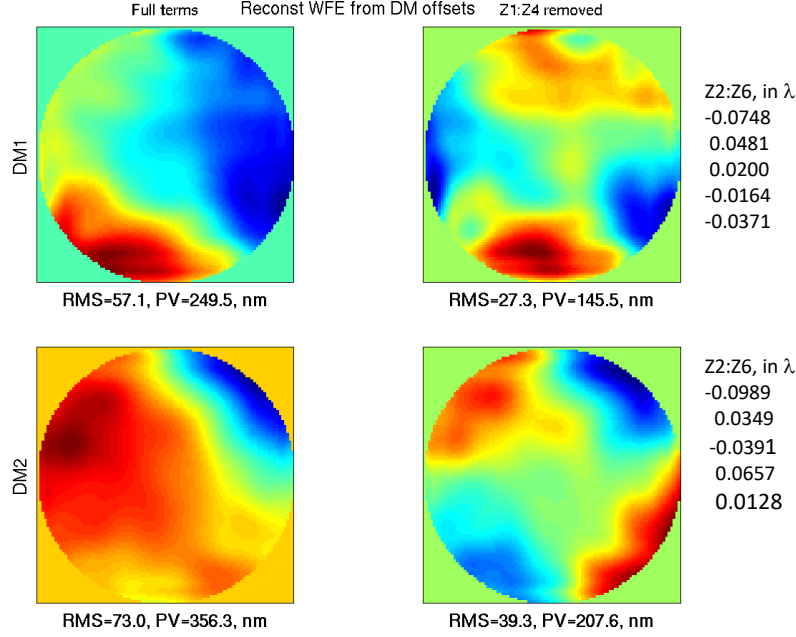 Full terms Reconst WFE from DM offsets Z1:Z4 removed
DM1
Z2:Z6, in λ
-0.0748
0.0481
0.0200
-0.0164
-0.0371
RMS=57.1, PV=249.5, nm
RMS=27.3, PV=145.5, nm
DM2
Z2:Z6, in λ
-0.0989
0.0349
-0.0391
0.0657
0.0128
RMS=73.0, PV=356.3, nm
RMS=39.3, PV=207.6, nm